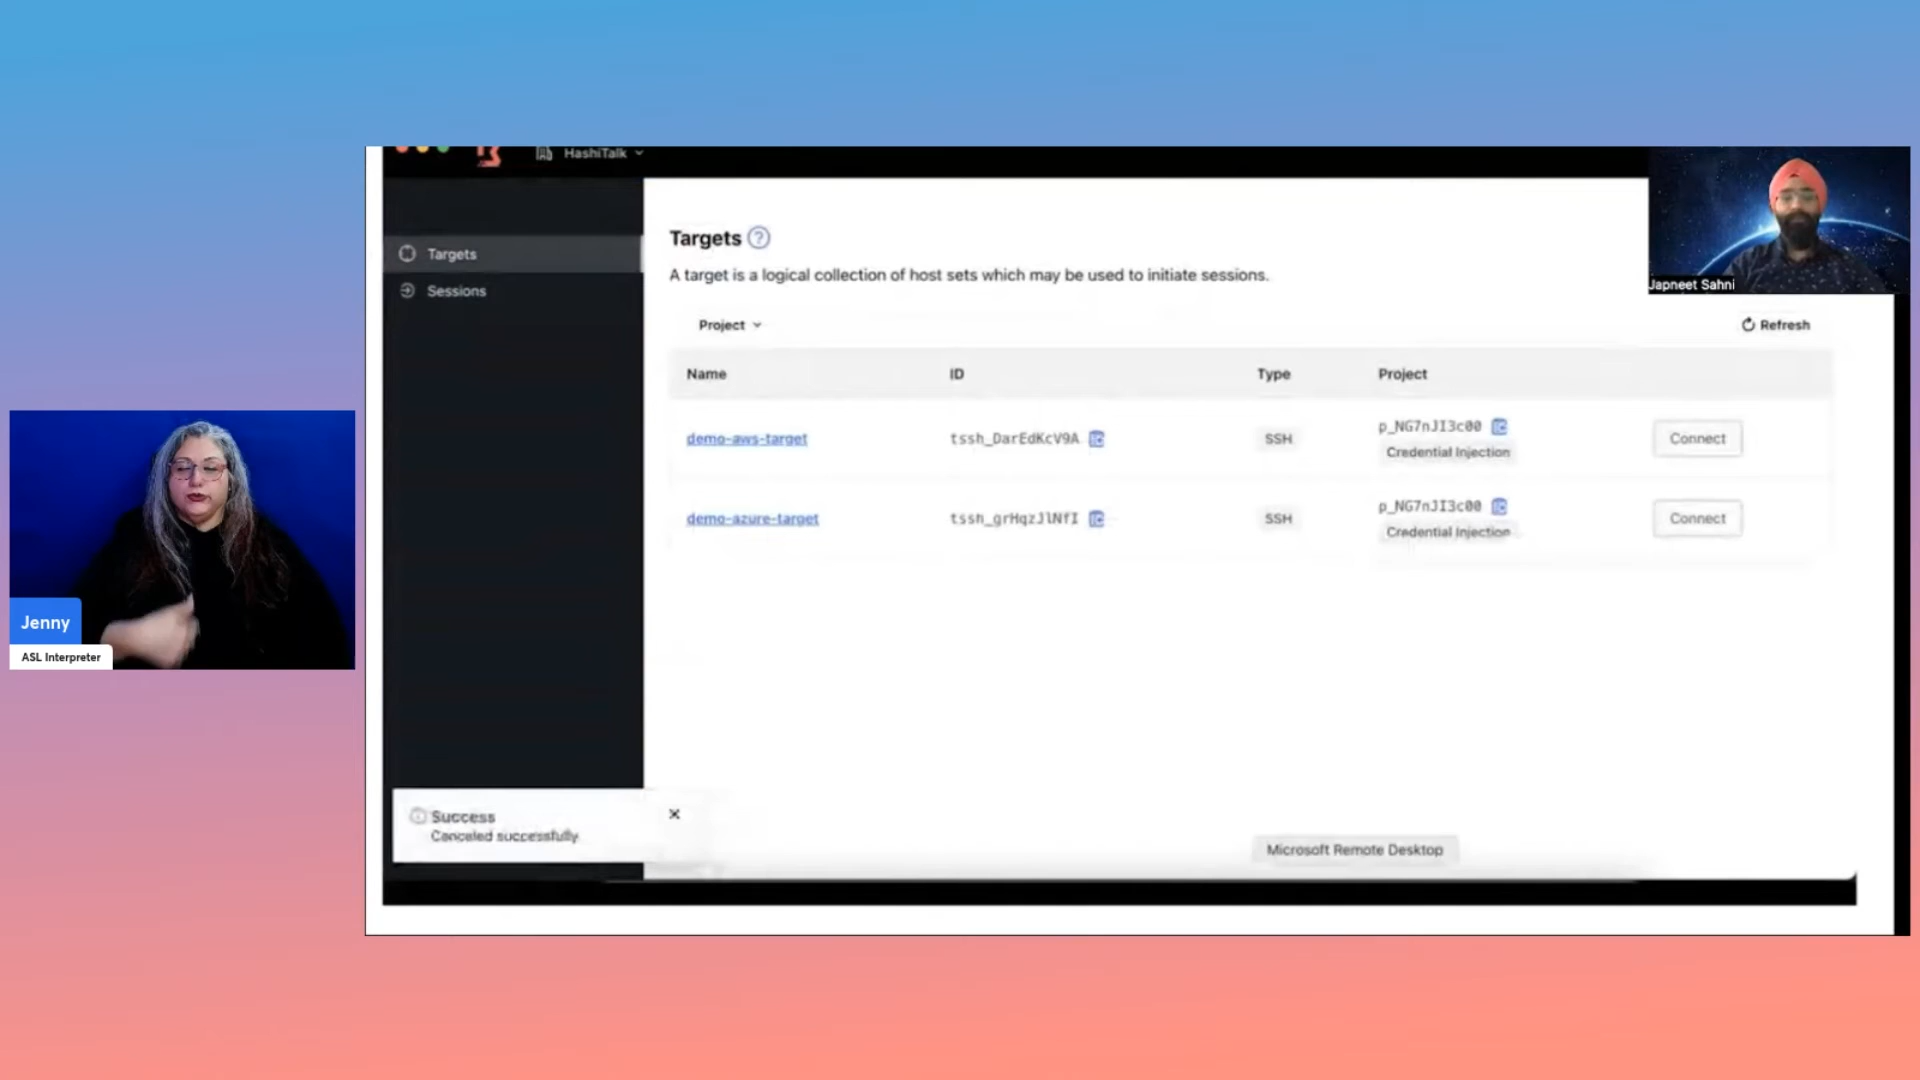 HashiTalk
Targets
Sessions
Targets
A target is a logical collection of host sets which may be used to initiate sessions.
Project
Refresh
Name ID Type Project
demo-aws-target tssh_DarEdKcV9A SSH p_NG7nJI3c00 Connect
Credential Injection
demo-azure-target tssh_grHqzJlNfI SSH p_NG7nJI3c00 Connect
Credential Injection
Success
Canceled successfully
Microsoft Remote Desktop
Japneet Sahni
Jenny
ASL Interpreter